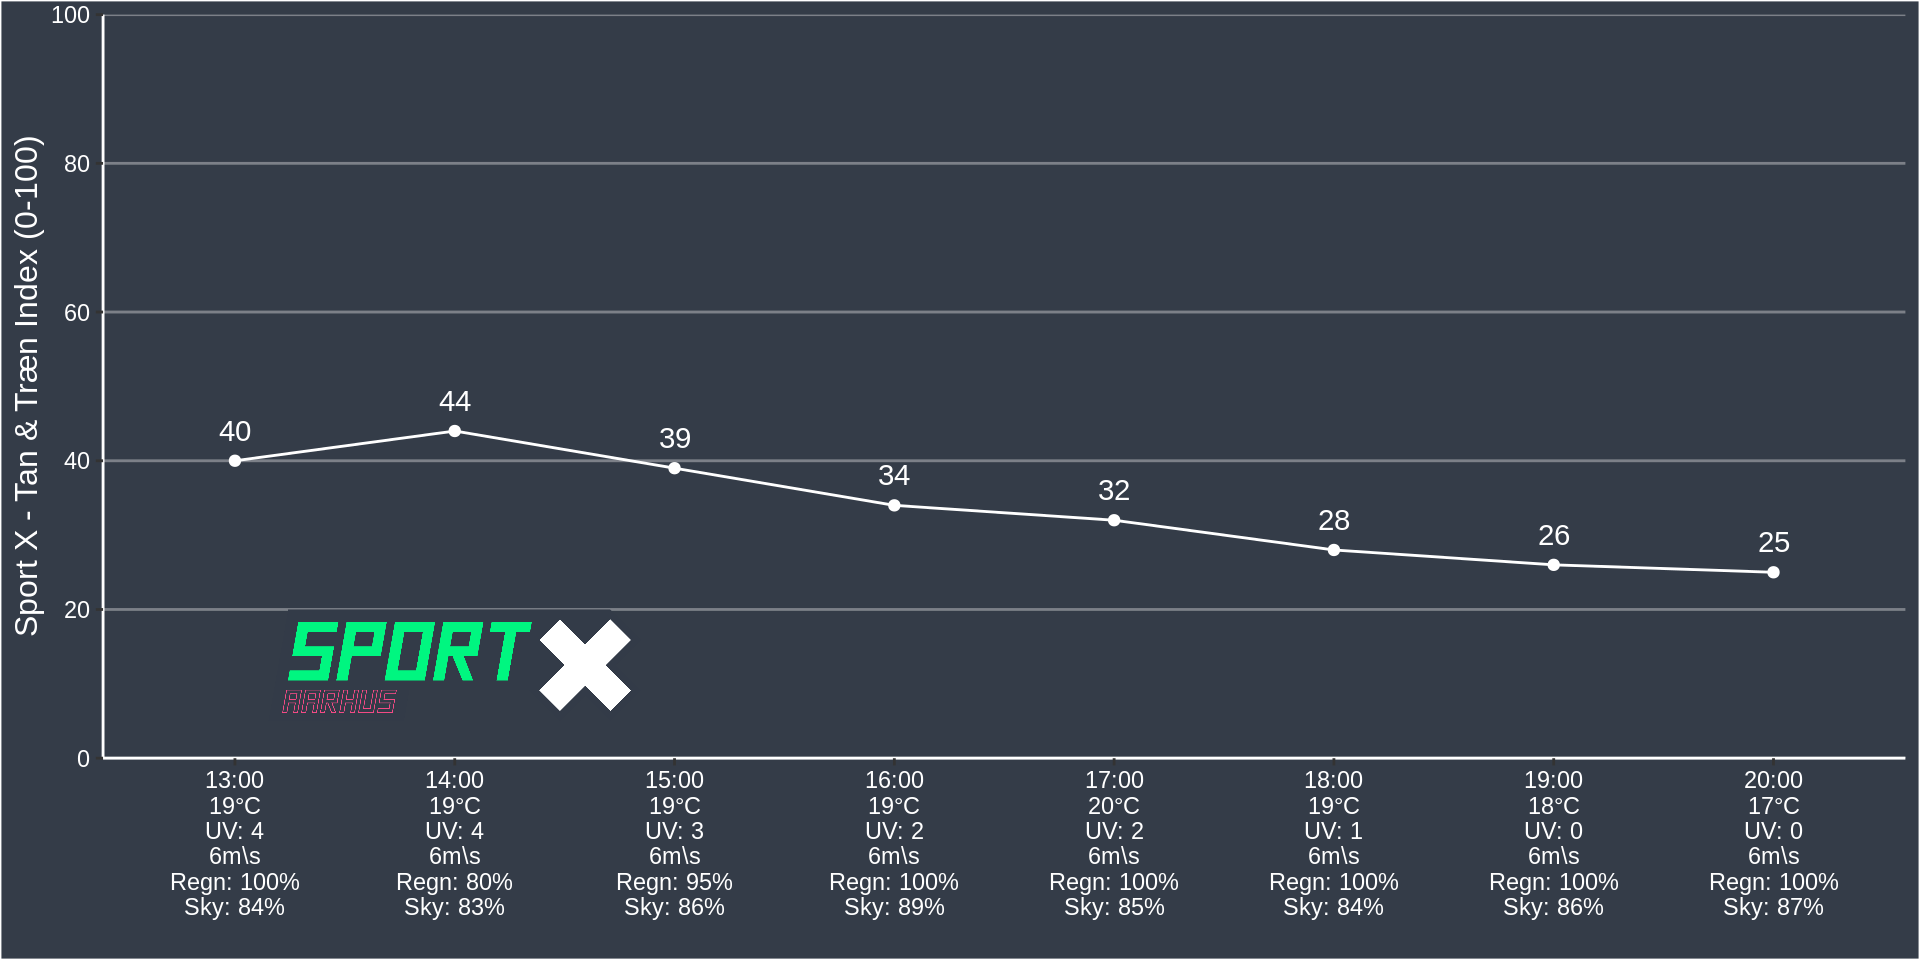 Sport X - Tan & Træn Index (0-100)
100
80
60
40
20
0
40
44
39
34
32
28
26
25
SPORT X
AARHUS
13:00
19°C
UV: 4
6m\s
Regn: 100%
Sky: 84%
14:00
19°C
UV: 4
6m\s
Regn: 80%
Sky: 83%
15:00
19°C
UV: 3
6m\s
Regn: 95%
Sky: 86%
16:00
19°C
UV: 2
6m\s
Regn: 100%
Sky: 89%
17:00
20°C
UV: 2
6m\s
Regn: 100%
Sky: 85%
18:00
19°C
UV: 1
6m\s
Regn: 100%
Sky: 84%
19:00
18°C
UV: 0
6m\s
Regn: 100%
Sky: 86%
20:00
17°C
UV: 0
6m\s
Regn: 100%
Sky: 87%